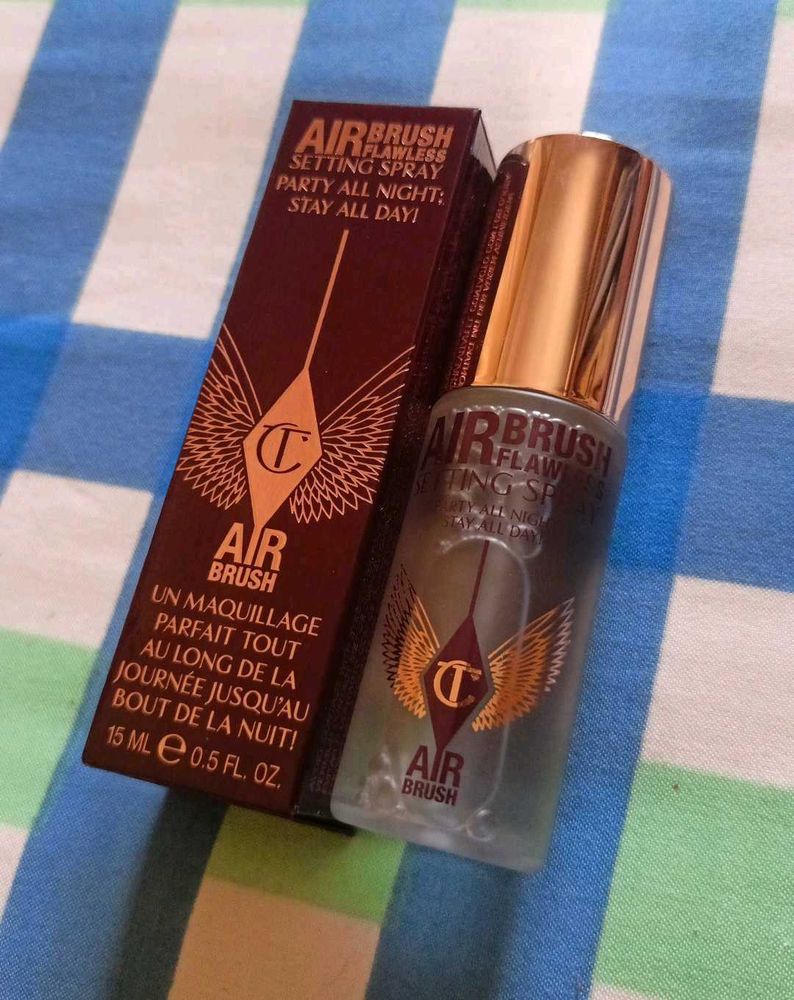 AIRBRUSH
FLAWLESS
SETTING SPRAY
PARTY ALL NIGHT;
STAY ALL DAY!
CT
AIR
BRUSH
UN MAQUILLAGE
PARFAIT TOUT
AU LONG DE LA
JOURNÉE JUSQU'AU
BOUT DE LA NUIT!
15 ML e 0.5 FL. OZ.
AIRBRUSH
FLAWLESS
SETTING SPRAY
PARTY ALL NIGHT
STAY ALL DAY!
CT
AIR
BRUSH